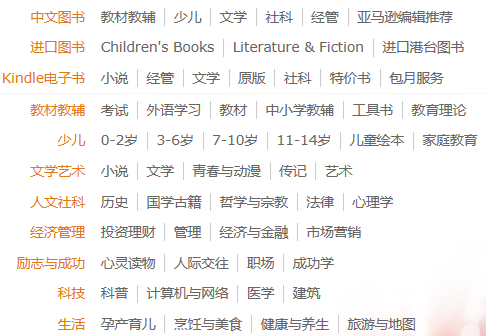 中文图书 教材教辅 少儿 文学 社科 经管 亚马逊编辑推荐
进口图书 Children's Books Literature & Fiction 进口港台图书
Kindle电子书 小说 经管 文学 原版 社科 特价书 包月服务
教材教辅 考试 外语学习 教材 中小学教辅 工具书 教育理论
少儿 0-2岁 3-6岁 7-10岁 11-14岁 儿童绘本 家庭教育
文学艺术 小说 文学 青春与动漫 传记 艺术
人文社科 历史 国学古籍 哲学与宗教 法律 心理学
经济管理 投资理财 管理 经济与金融 市场营销
励志与成功 心灵读物 人际交往 职场 成功学
科技 科普 计算机与网络 医学 建筑
生活 孕产育儿 烹饪与美食 健康与养生 旅游与地图